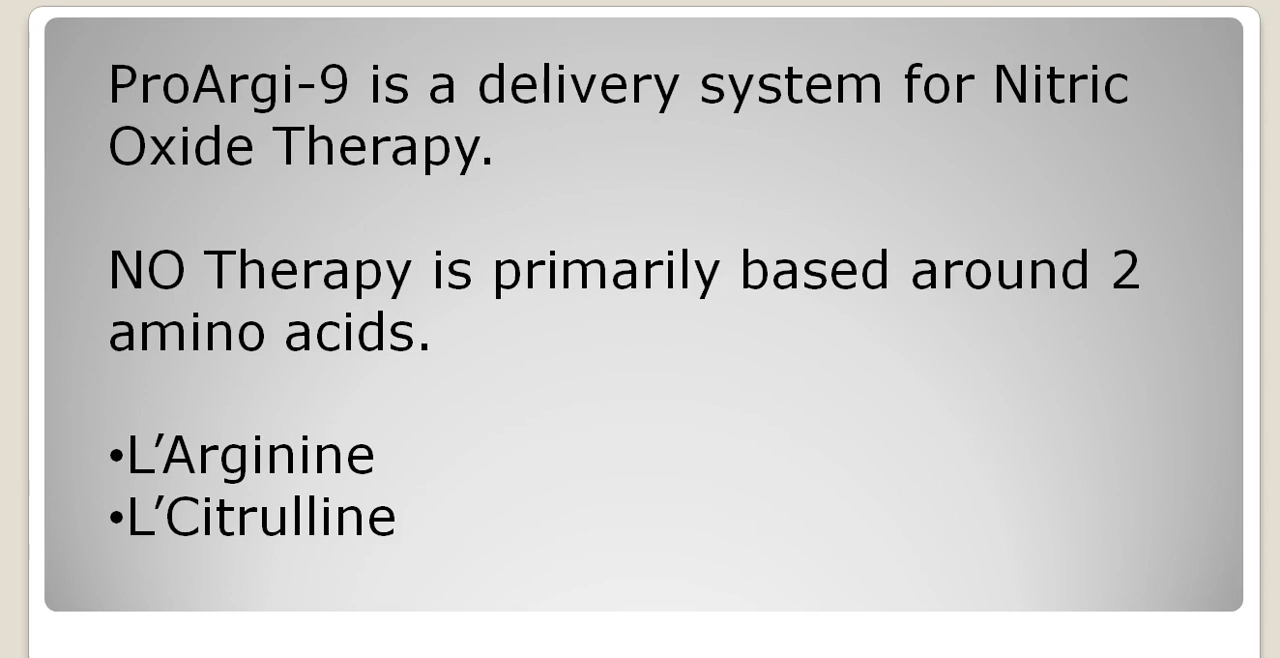 ProArgi-9 is a delivery system for Nitric
Oxide Therapy.
NO Therapy is primarily based around 2
amino acids.
•L’Arginine
•L’Citrulline